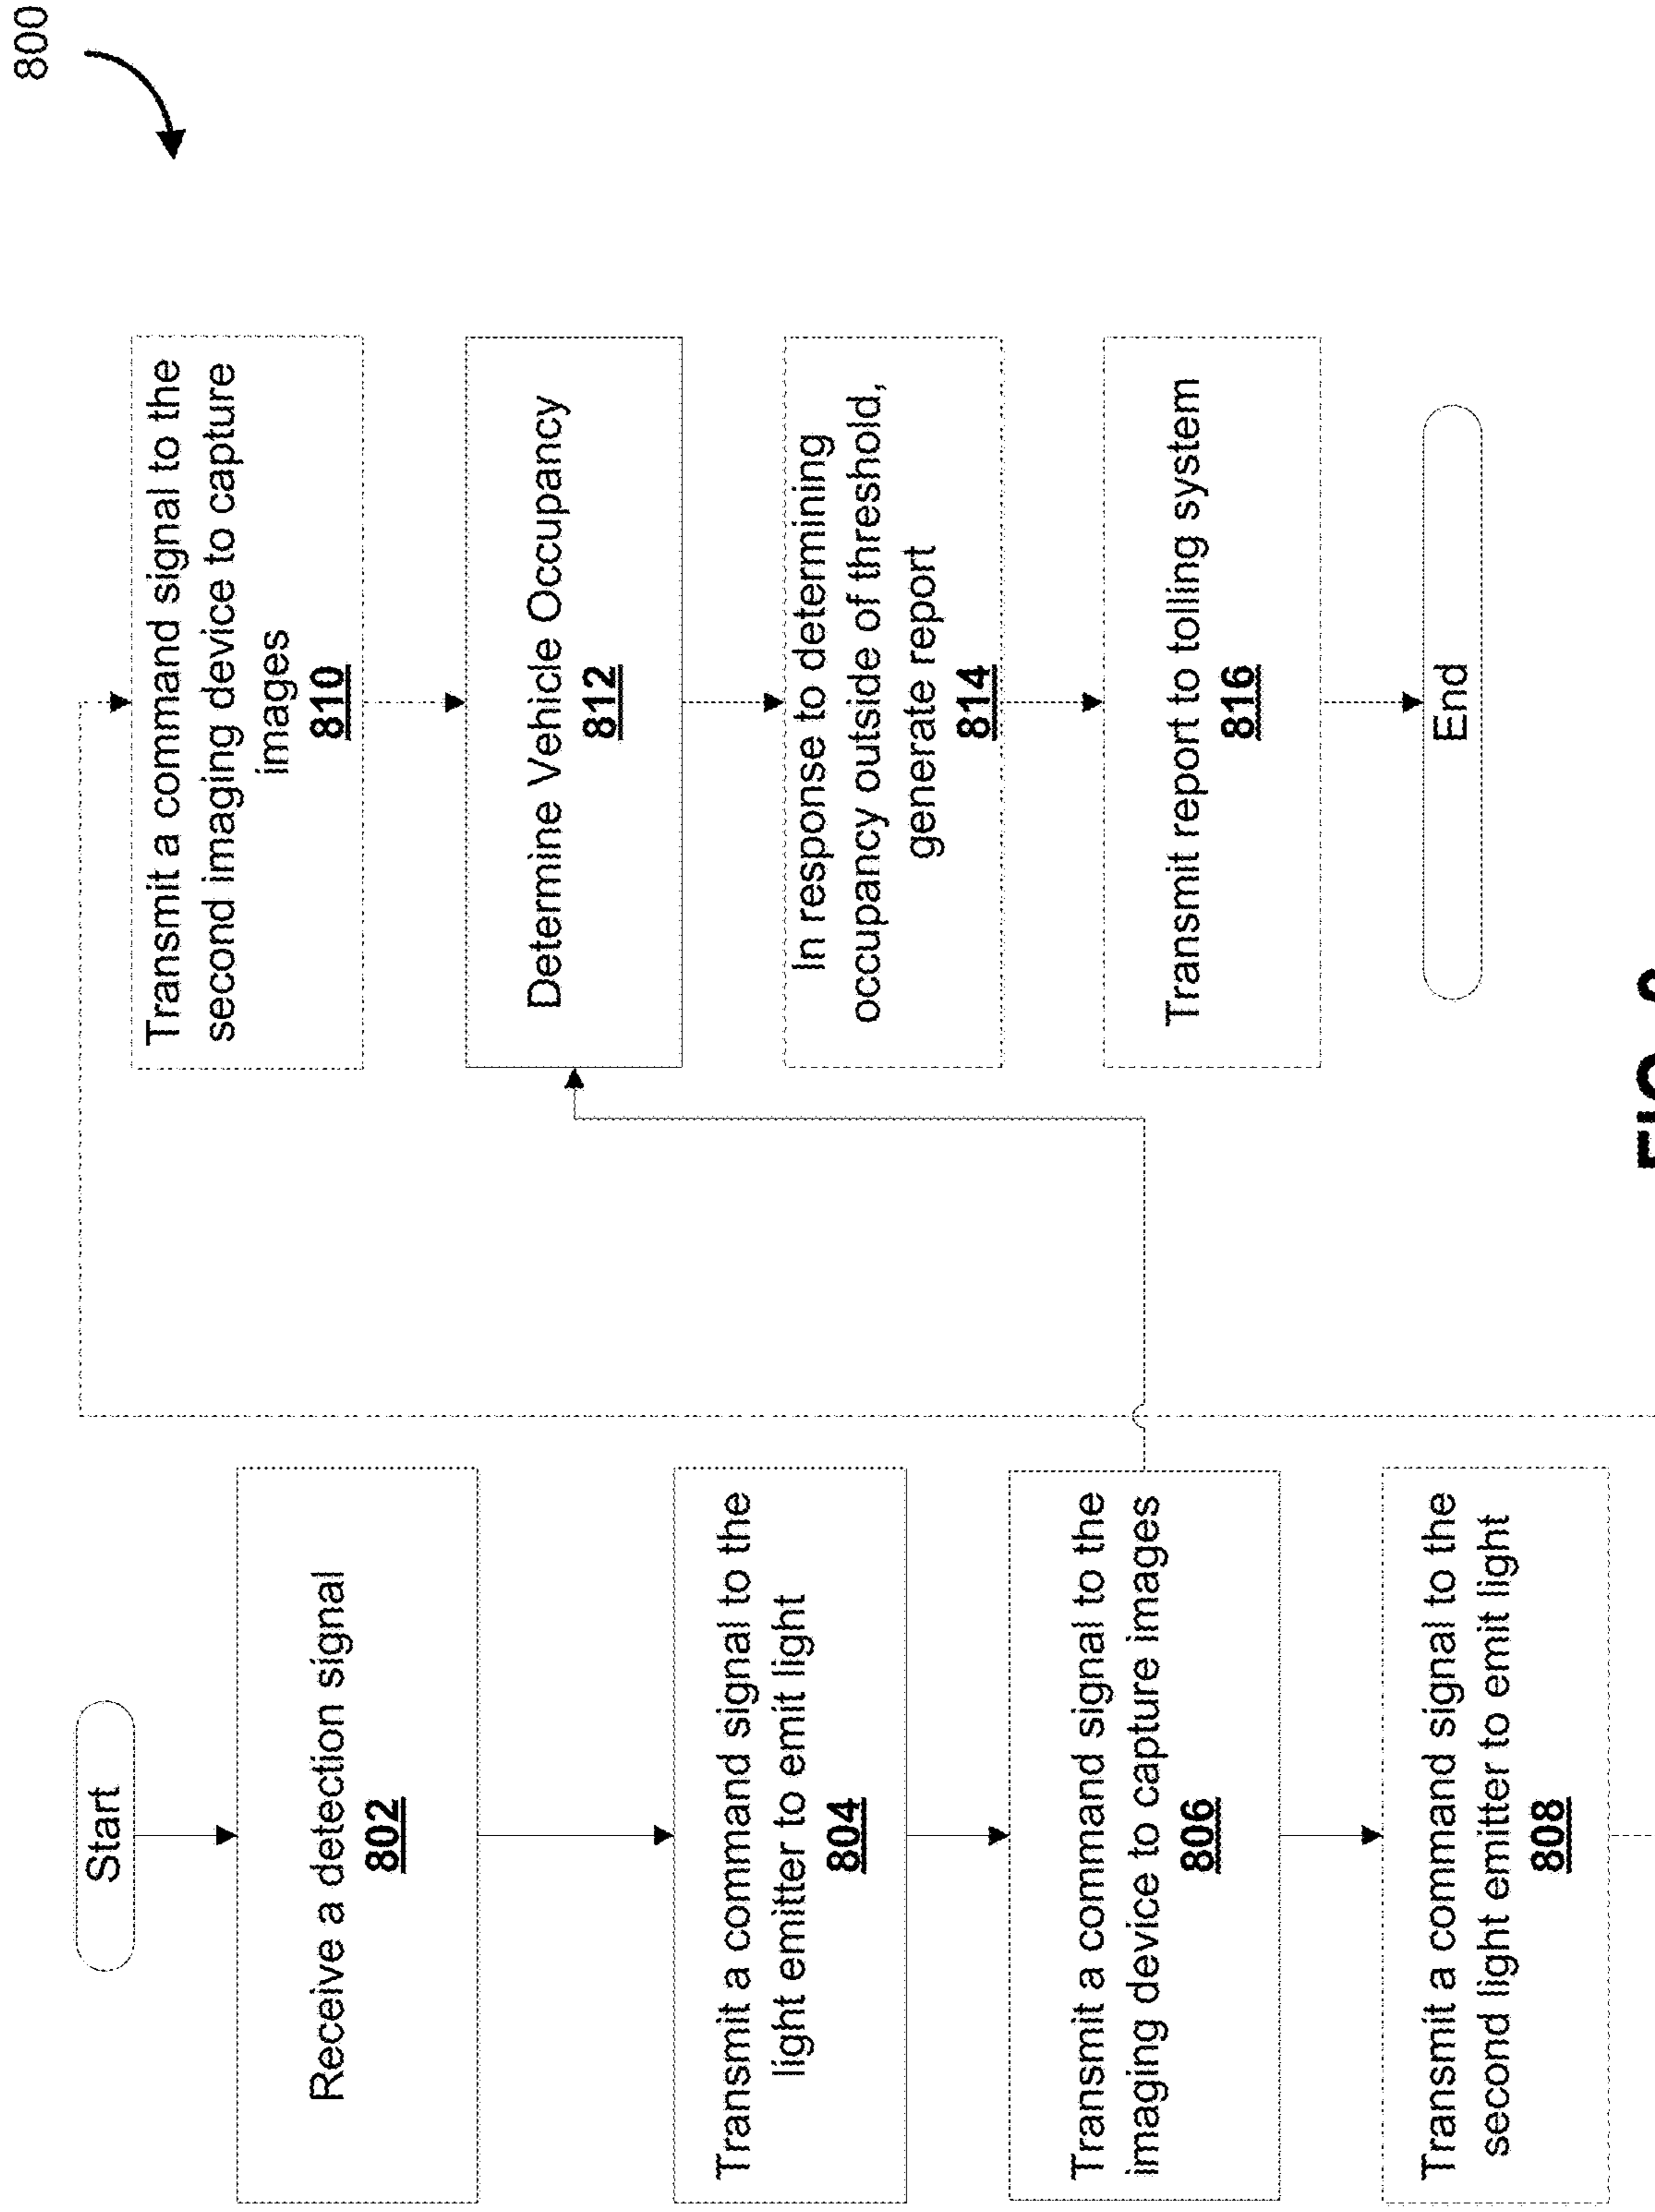 800
Start
Receive a detection signal
802
Transmit a command signal to the
light emitter to emit light
804
Transmit a command signal to the
imaging device to capture images
806
Transmit a command signal to the
second light emitter to emit light
808
Transmit a command signal to the
second imaging device to capture
images
810
Determine Vehicle Occupancy
812
In response to determining
occupancy outside of threshold,
generate report
814
Transmit report to tolling system
816
End